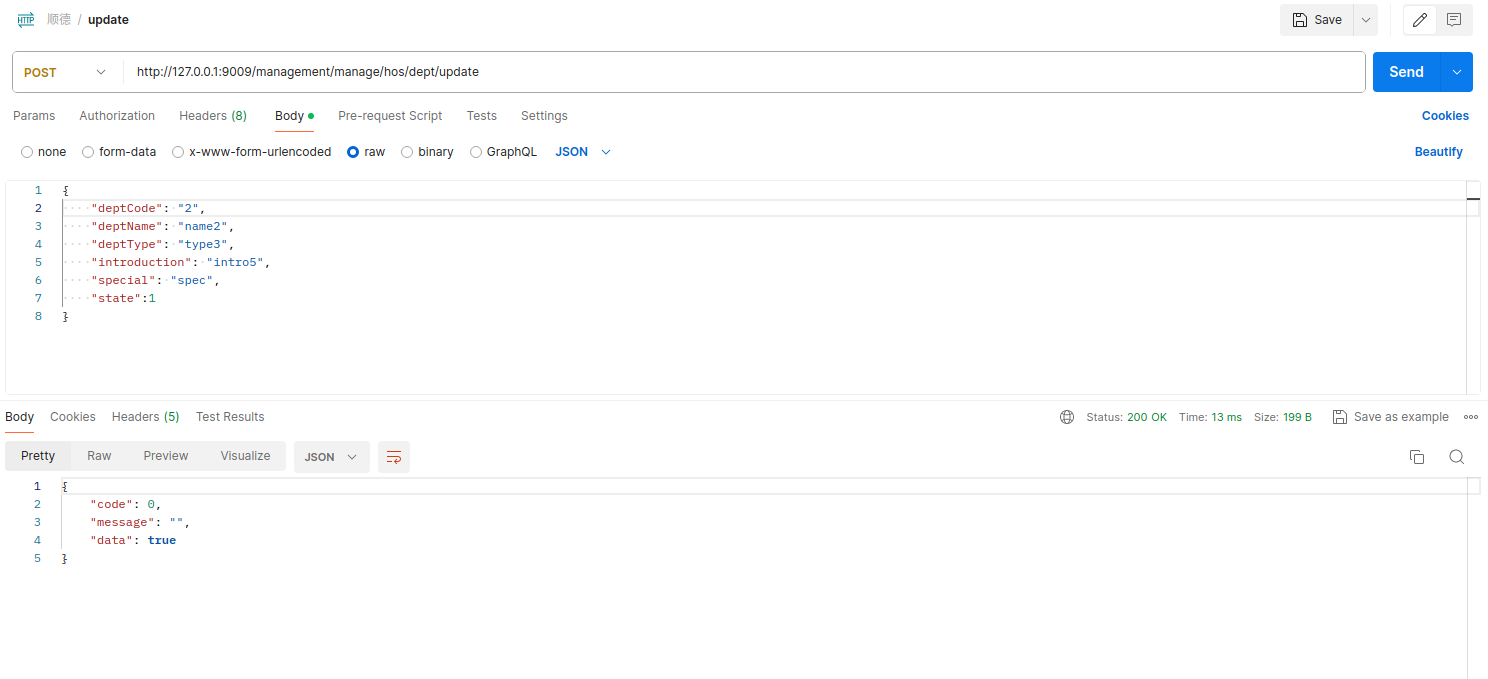 HTTP 顺德 / update Save
POST http://127.0.0.1:9009/management/manage/hos/dept/update Send
Params Authorization Headers (8) Body Pre-request Script Tests Settings Cookies
none form-data x-www-form-urlencoded raw binary GraphQL JSON Beautify
1 {
2 "deptCode": "2",
3 "deptName": "name2",
4 "deptType": "type3",
5 "introduction": "intro5",
6 "special": "spec",
7 "state":1
8 }
Body Cookies Headers (5) Test Results Status: 200 OK Time: 13 ms Size: 199 B Save as example
Pretty Raw Preview Visualize JSON
1 {
2 "code": 0,
3 "message": "",
4 "data": true
5 }